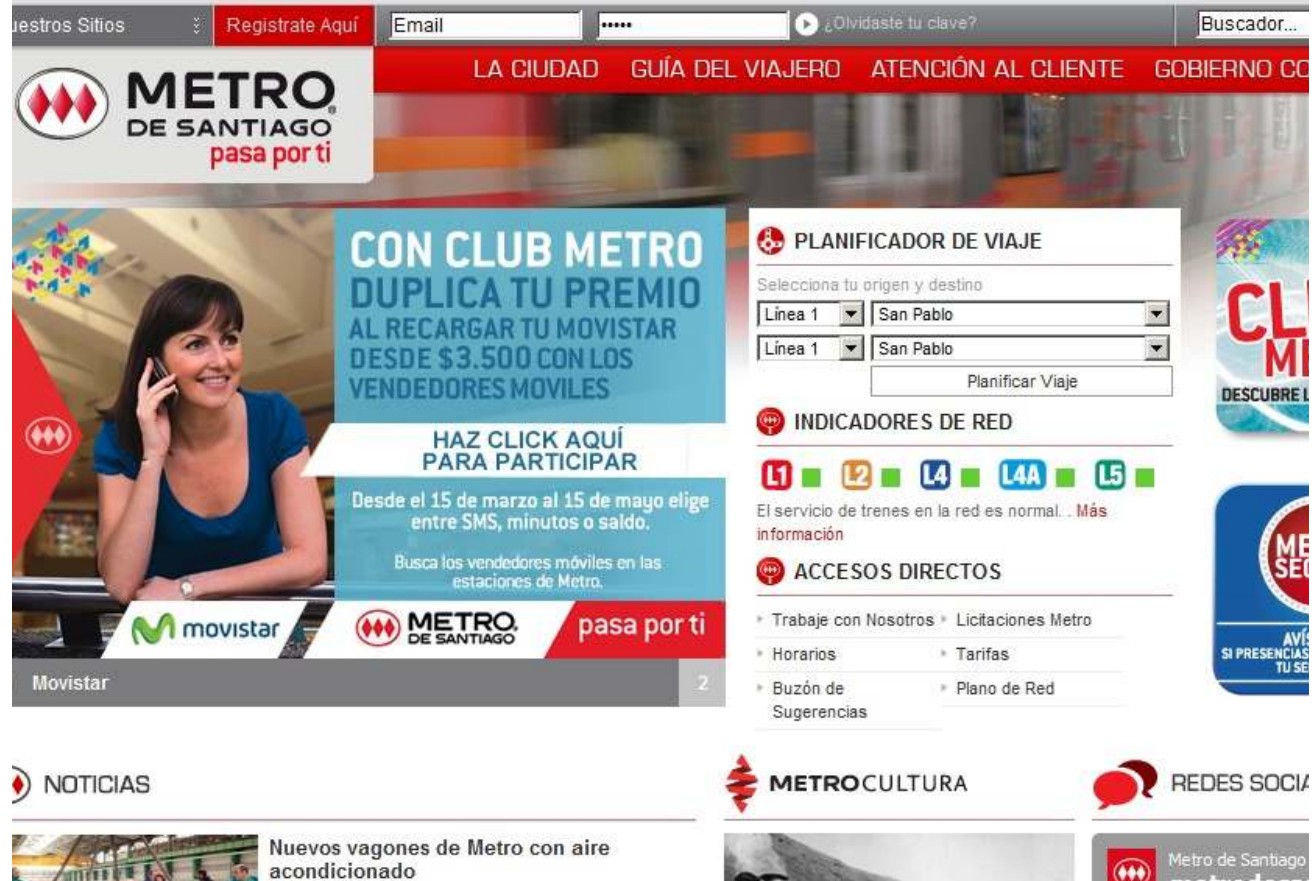 uestros Sitios
Registrate Aquí
Email
•••••
¿Olvidaste tu clave?
Buscador...
METRO
DE SANTIAGO
pasa por ti
LA CIUDAD
GUÍA DEL VIAJERO
ATENCIÓN AL CLIENTE
GOBIERNO CO
CON CLUB METRO
DUPLICA TU PREMIO
AL RECARGAR TU MOVISTAR
DESDE $3.500 CON LOS
VENDEDORES MOVILES
HAZ CLICK AQUÍ
PARA PARTICIPAR
Desde el 15 de marzo al 15 de mayo elige
entre SMS, minutos o saldo.
Busca los vendedores móviles en las
estaciones de Metro.
movistar
METRO
DE SANTIAGO
pasa por ti
Movistar
2
PLANIFICADOR DE VIAJE
Selecciona tu origen y destino
Línea 1
San Pablo
Línea 1
San Pablo
Planificar Viaje
INDICADORES DE RED
L1 L2 L4 L4A L5
El servicio de trenes en la red es normal... Más
información
ACCESOS DIRECTOS
Trabaje con Nosotros
Licitaciones Metro
Horarios
Tarifas
Buzón de
Sugerencias
Plano de Red
DESCUBRE L
AVÍS
SI PRESENCIAS
TU SE
NOTICIAS
Nuevos vagones de Metro con aire
acondicionado
METROCULTURA
REDES SOCIA
Metro de Santiago